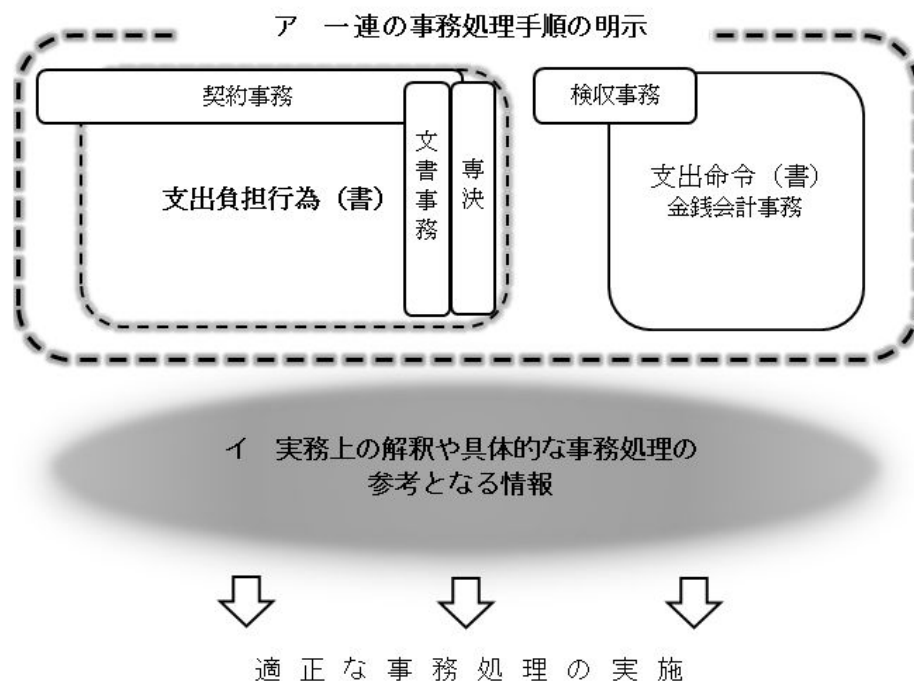 ア　一連の事務処理手順の明示
契約事務
検収事務
文書事務
専決
支出負担行為（書）
支出命令（書）
金銭会計事務
イ　実務上の解釈や具体的な事務処理の
参考となる情報
適正な事務処理の実施